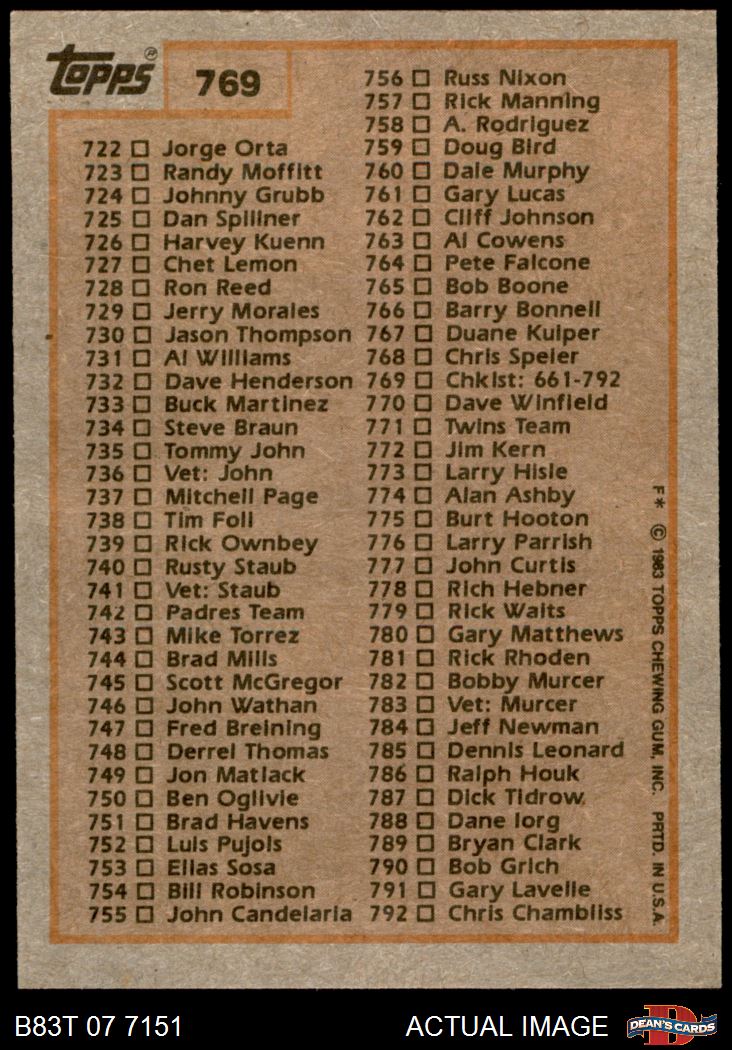 Topps®
769
722 □ Jorge Orta
723 □ Randy Moffitt
724 □ Johnny Grubb
725 □ Dan Spillner
726 □ Harvey Kuenn
727 □ Chet Lemon
728 □ Ron Reed
729 □ Jerry Morales
730 □ Jason Thompson
731 □ Al Williams
732 □ Dave Henderson
733 □ Buck Martinez
734 □ Steve Braun
735 □ Tommy John
736 □ Vet: John
737 □ Mitchell Page
738 □ Tim Foli
739 □ Rick Ownbey
740 □ Rusty Staub
741 □ Vet: Staub
742 □ Padres Team
743 □ Mike Torrez
744 □ Brad Mills
745 □ Scott McGregor
746 □ John Wathan
747 □ Fred Breining
748 □ Derrel Thomas
749 □ Jon Matlack
750 □ Ben Oglivie
751 □ Brad Havens
752 □ Luis Pujols
753 □ Elias Sosa
754 □ Bill Robinson
755 □ John Candelaria
756 □ Russ Nixon
757 □ Rick Manning
758 □ A. Rodriguez
759 □ Doug Bird
760 □ Dale Murphy
761 □ Gary Lucas
762 □ Cliff Johnson
763 □ Al Cowens
764 □ Pete Falcone
765 □ Bob Boone
766 □ Barry Bonnell
767 □ Duane Kuiper
768 □ Chris Speier
769 □ Chklst: 661-792
770 □ Dave Winfield
771 □ Twins Team
772 □ Jim Kern
773 □ Larry Hisle
774 □ Alan Ashby
775 □ Burt Hooton
776 □ Larry Parrish
777 □ John Curtis
778 □ Rich Hebner
779 □ Rick Waits
780 □ Gary Matthews
781 □ Rick Rhoden
782 □ Bobby Murcer
783 □ Vet: Murcer
784 □ Jeff Newman
785 □ Dennis Leonard
786 □ Ralph Houk
787 □ Dick Tidrow
788 □ Dane Iorg
789 □ Bryan Clark
790 □ Bob Grich
791 □ Gary Lavelle
792 □ Chris Chambliss
F* © 1983 TOPPS CHEWING GUM, INC. PRTD. IN U.S.A.
B83T 07 7151
ACTUAL IMAGE
D
DEAN'S CARDS